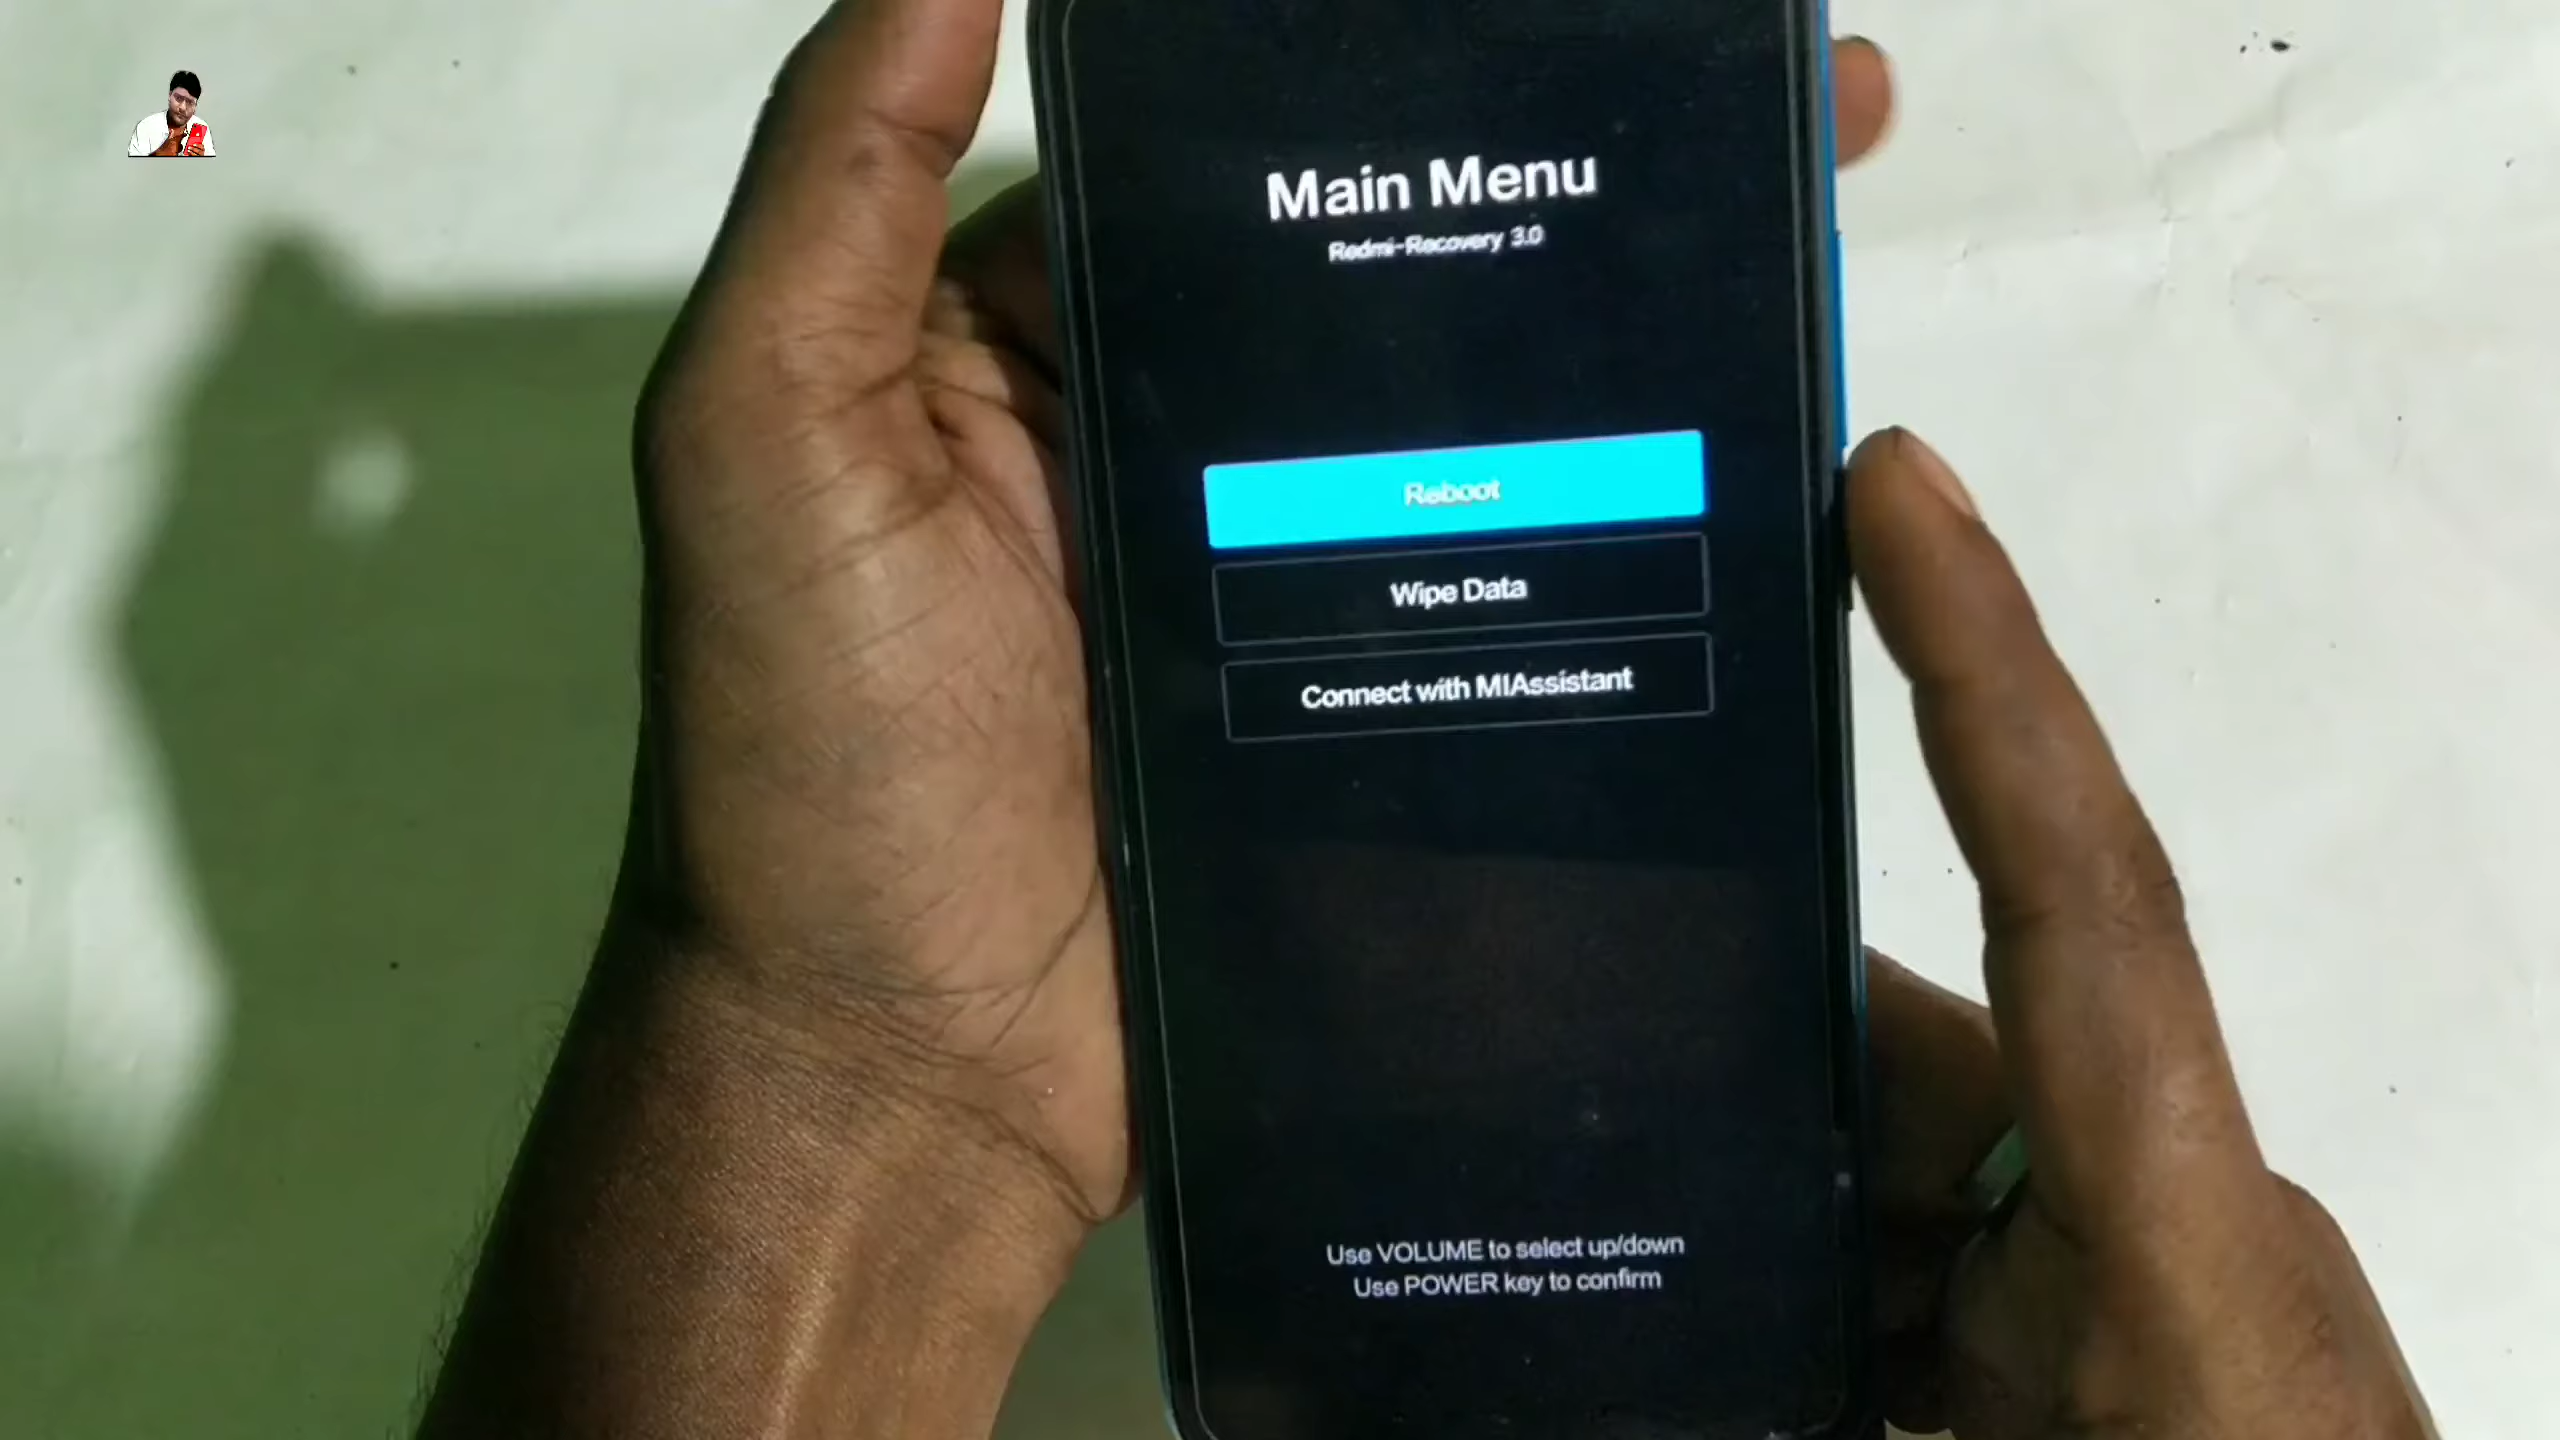 Main Menu
Redmi-Recovery 3.0
Reboot
Wipe Data
Connect with MIAssistant
Use VOLUME to select up/down
Use POWER key to confirm